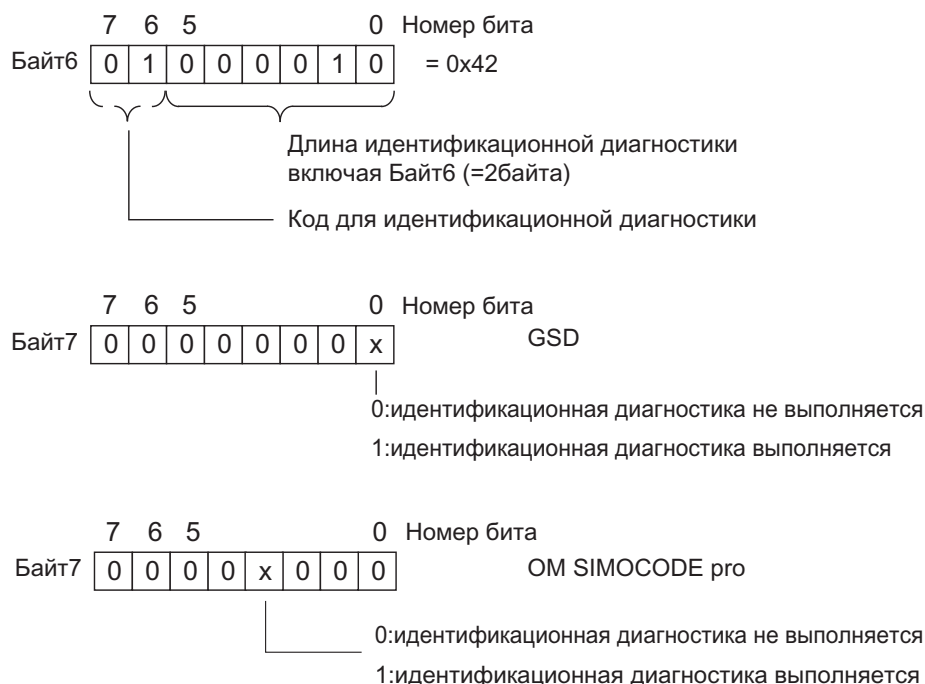 7 6 5 0 Номер бита
Байт6 0 1 0 0 0 0 1 0 = 0x42
Длина идентификационной диагностики
включая Байт6 (=2байта)
Код для идентификационной диагностики
7 6 5 0 Номер бита
Байт7 0 0 0 0 0 0 0 x GSD
0:идентификационная диагностика не выполняется
1:идентификационная диагностика выполняется
7 6 5 0 Номер бита
Байт7 0 0 0 0 x 0 0 0 OM SIMOCODE pro
0:идентификационная диагностика не выполняется
1:идентификационная диагностика выполняется